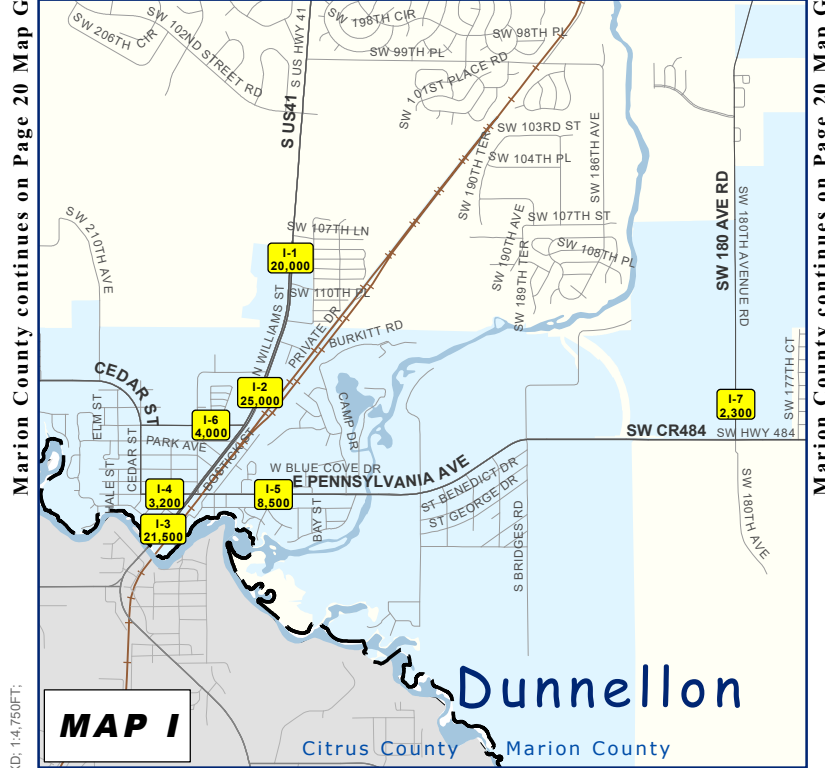 Marion County continues on Page 20 Map G
Marion County continues on Page 20 Map G
SW 206TH CIR
SW 102ND STREET RD
S US HWY 41
SW 198TH CIR
SW 99TH PL
SW 98TH PL
SW 101ST PLACE RD
S US41
SW 103RD ST
SW 104TH PL
SW 190TH TER
SW 186TH AVE
SW 107TH ST
SW 108TH PL
SW 190TH AVE
SW 189TH TER
SW 180 AVE RD
SW 180TH AVENUE RD
SW 210TH AVE
SW 107TH LN
I-1
20,000
SW 110TH PL
N WILLIAMS ST
PRIVATE DR
BURKITT RD
CEDAR ST
I-2
25,000
I-6
4,000
ELM ST
CEDAR ST
PARK AVE
BOSTICK ST
CAMP DR
I-7
2,300
SW 177TH CT
SW CR484
SW HWY 484
W BLUE COVE DR
E PENNSYLVANIA AVE
I-4
3,200
I-5
8,500
I-3
21,500
BAY ST
ST BENEDICT DR
ST GEORGE DR
S BRIDGES RD
SW 180TH AVE
Dunnellon
MAP I
Citrus County
Marion County
1:4,750FT;